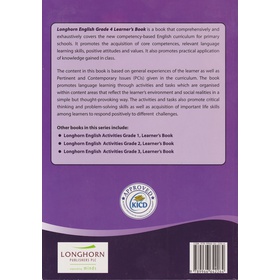 Longhorn English Grade 4 Learner's Book is a book that comprehensively and
exhaustively covers the new competency-based English curriculum for primary
schools. It promotes the acquisition of core competences, relevant language
learning skills, positive attitudes and values. It also promotes practical application
of knowledge gained in class.
The content in this book is based on general experiences of the learner as well as
Pertinent and Contemporary Issues (PCIs) given in the curriculum. The book
promotes language learning through activities and tasks which are organised
within content areas that reflect the learner's environment and social realities in a
simple but thought-provoking way. The activities and tasks also promote critical
thinking and problem-solving skills as well as acquisition of important life skills
among learners to respond positively to different challenges.
Other books in this series include:
Longhorn English Activities Grade 1, Learner's Book
Longhorn English Activities Grade 2, Learner's Book
Longhorn English Activities Grade 3, Learner's Book
APPROVED
KICD
LONGHORN
PUBLISHERS PLC